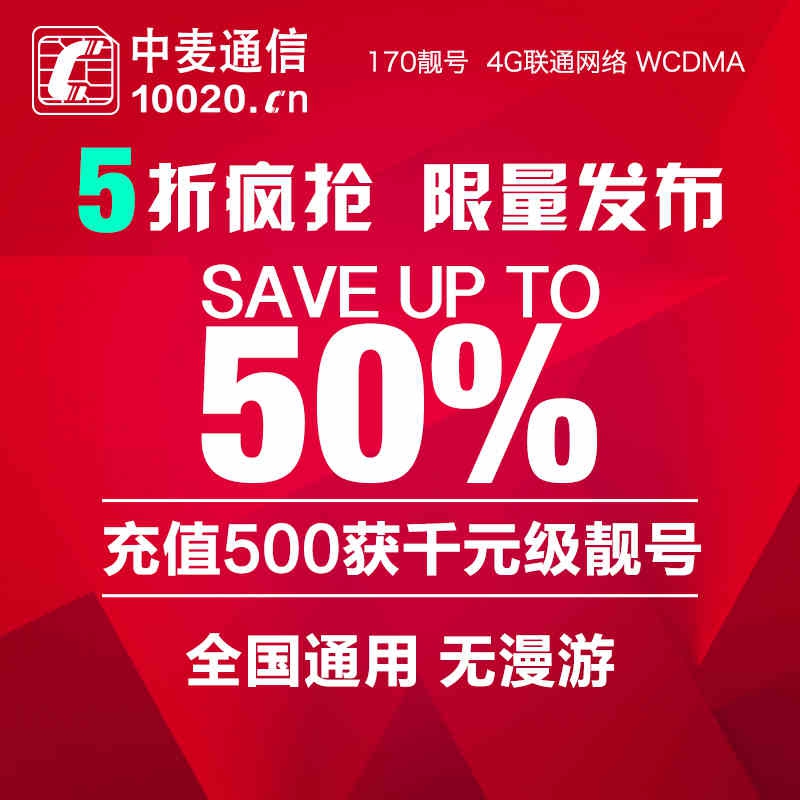 中麦通信
10020.cn
170靓号 4G联通网络 WCDMA
5折疯抢 限量发布
SAVE UP TO
50%
充值500获千元级靓号
全国通用 无漫游